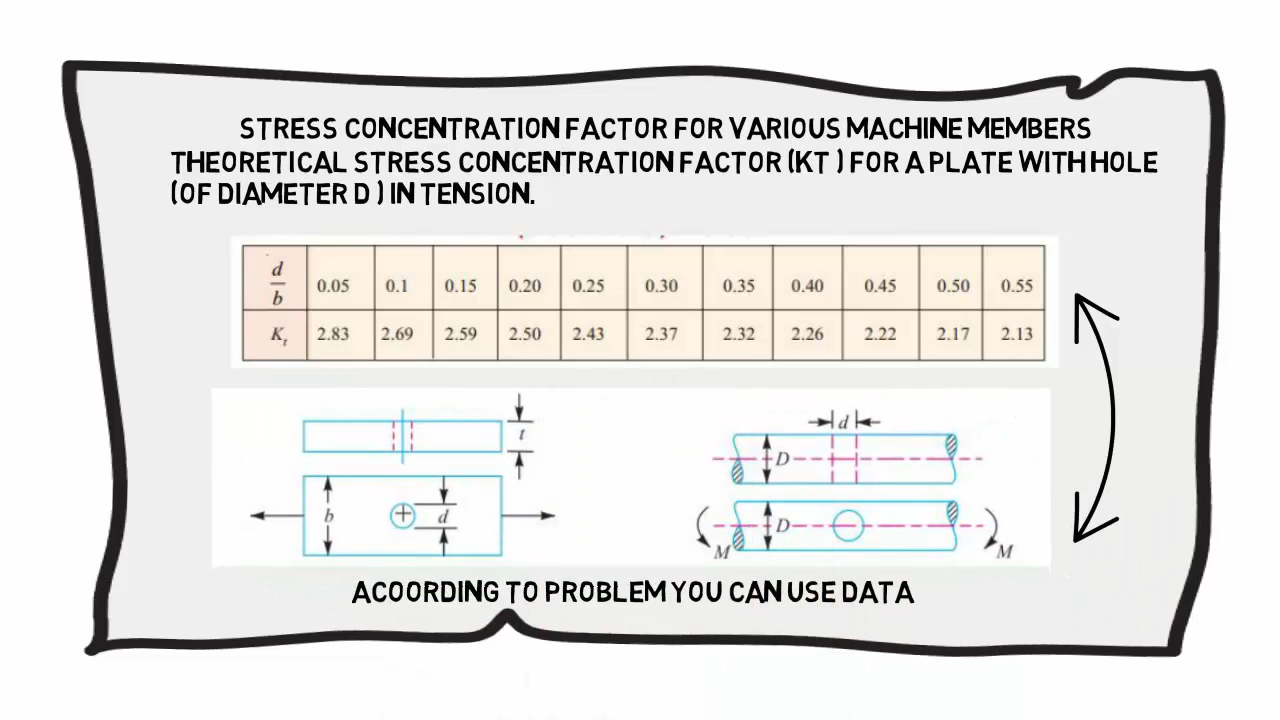 STRESS CONCENTRATION FACTOR FOR VARIOUS MACHINE MEMBERS
THEORETICAL STRESS CONCENTRATION FACTOR (KT ) FOR A PLATE WITH HOLE
(OF DIAMETER D ) IN TENSION.
d/b 0.05 0.1 0.15 0.20 0.25 0.30 0.35 0.40 0.45 0.50 0.55
Kt 2.83 2.69 2.59 2.50 2.43 2.37 2.32 2.26 2.22 2.17 2.13
t
b d
d
D
D
M M
ACOORDING TO PROBLEM YOU CAN USE DATA